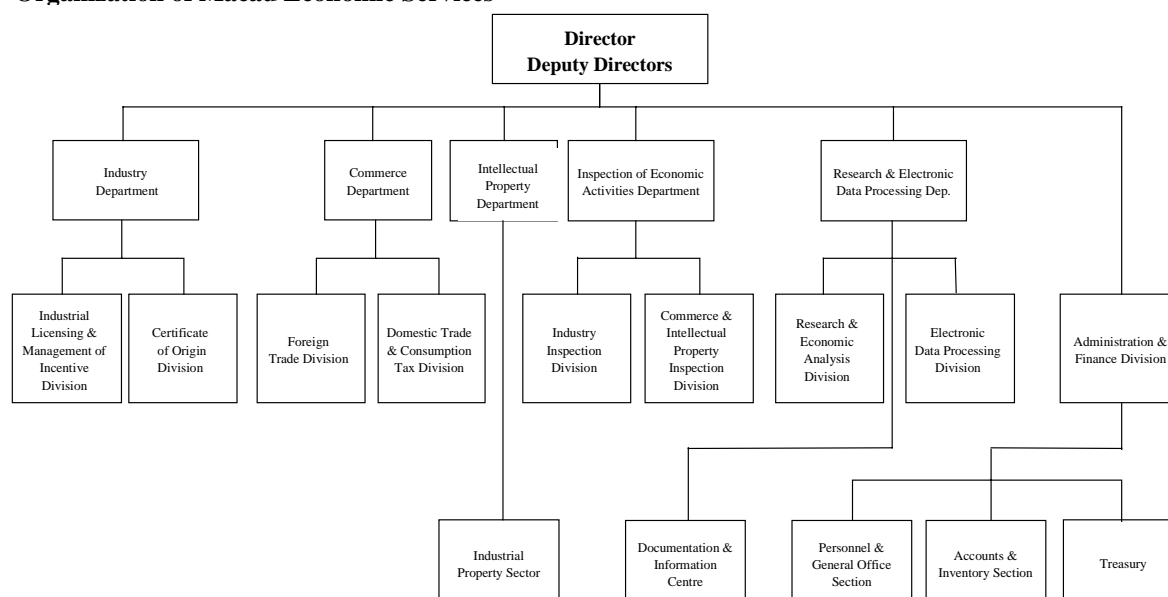 Organization of Macau Economic Services
Director
Deputy Directors
Industry
Department
Commerce
Department
Intellectual
Property
Department
Inspection of Economic
Activities Department
Research & Electronic
Data Processing Dep.
Industrial
Licensing &
Management of
Incentive
Division
Certificate
of Origin
Division
Foreign
Trade Division
Domestic Trade
& Consumption
Tax Division
Industry
Inspection
Division
Commerce &
Intellectual
Property
Inspection
Division
Research &
Economic
Analysis
Division
Electronic
Data Processing
Division
Administration &
Finance Division
Industrial
Property Sector
Documentation &
Information
Centre
Personnel &
General Office
Section
Accounts &
Inventory Section
Treasury